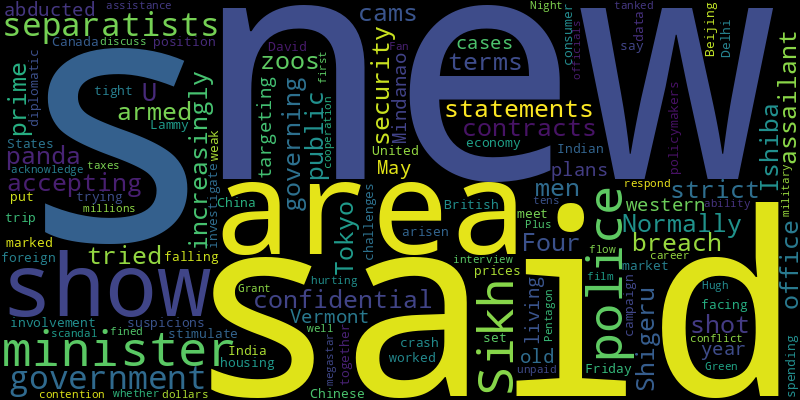 abducted
assistance
separatists
Canada discuss position
prime
diplomatic
tight
U
armed
Lammy
States
panda
acknowledge
taxes
accepting
trying
put
millions
trip
marked
tried
falling
foreign
increasingly
weak
investigate
S
new
show
involvement
suspicions
scandal
fined
stimulate
minister
government
contention
whether
dollars
cams
Night
David
zoos
first
targeting
governing
public
cooperation
security
Mindanao
Fan
United
May
cases
terms
statements
contracts
economy
consumer
officials
tanked
data
say
Beijing
Delhi
policymakers
Indian
plans
men
tens
strict
respond
ability
military
Ishiba
assailant
office
area
said
China
Tokyo
challenges
British
arisen
meet
Plus
Four
interview
prices
western
Normally
breach
flow
career
market
police
film
campaign
Shigeru
Hugh
facing
shot
conflict
year
Green
spending
Grant
hurting
confidential
Vermont
well
megastar
together
India
housing
Chinese
crash
worked
sikh
set
living
old
Pentagon
unpaid
Friday